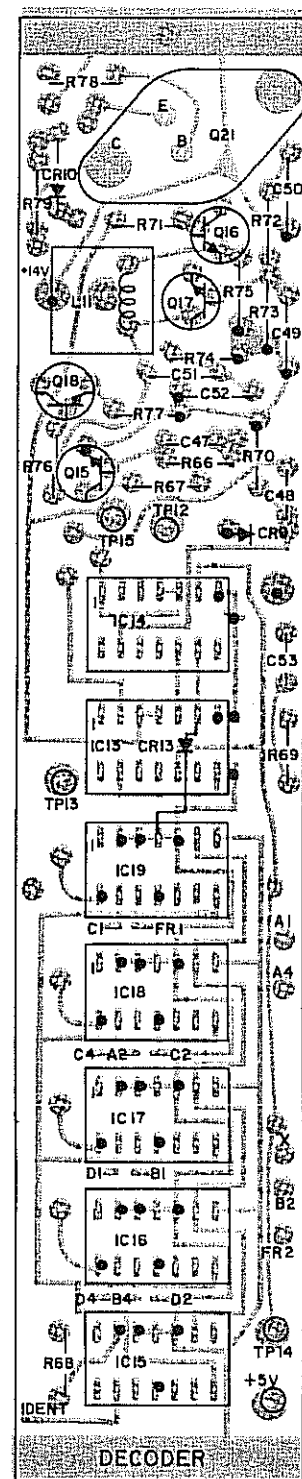 R78
E
C
B
Q21
CR10
C50
R79
R71
Q16
R72
+14V
L11
Q17
R75
R73
C49
R74
C51
C52
Q18
R77
C47
R70
R76
Q15
R66
R67
C48
TP15
TP12
CR9
IC14
C53
IC13
CR13
R69
TP13
IC19
C1
FR1
A1
IC18
A4
C4
A2
C2
IC17
X
D1
B1
B2
IC16
FR2
D4
B4
D2
TP14
R68
IC15
+5V
IDENT
DECODER